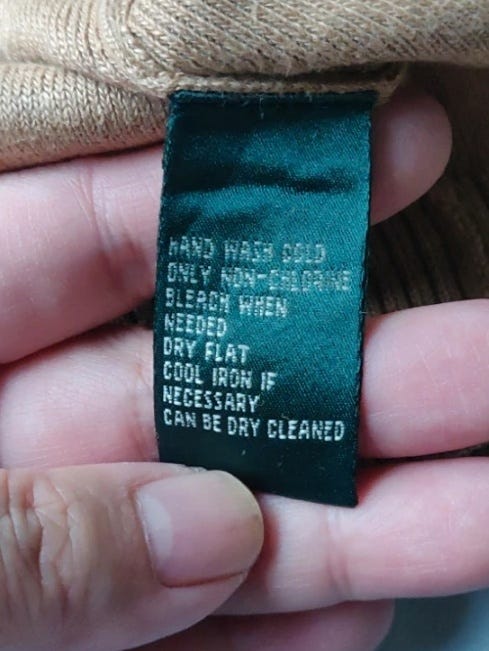 HAND WASH COLD
ONLY NON-CHLORINE
BLEACH WHEN
NEEDED
DRY FLAT
COOL IRON IF
NECESSARY
CAN BE DRY CLEANED